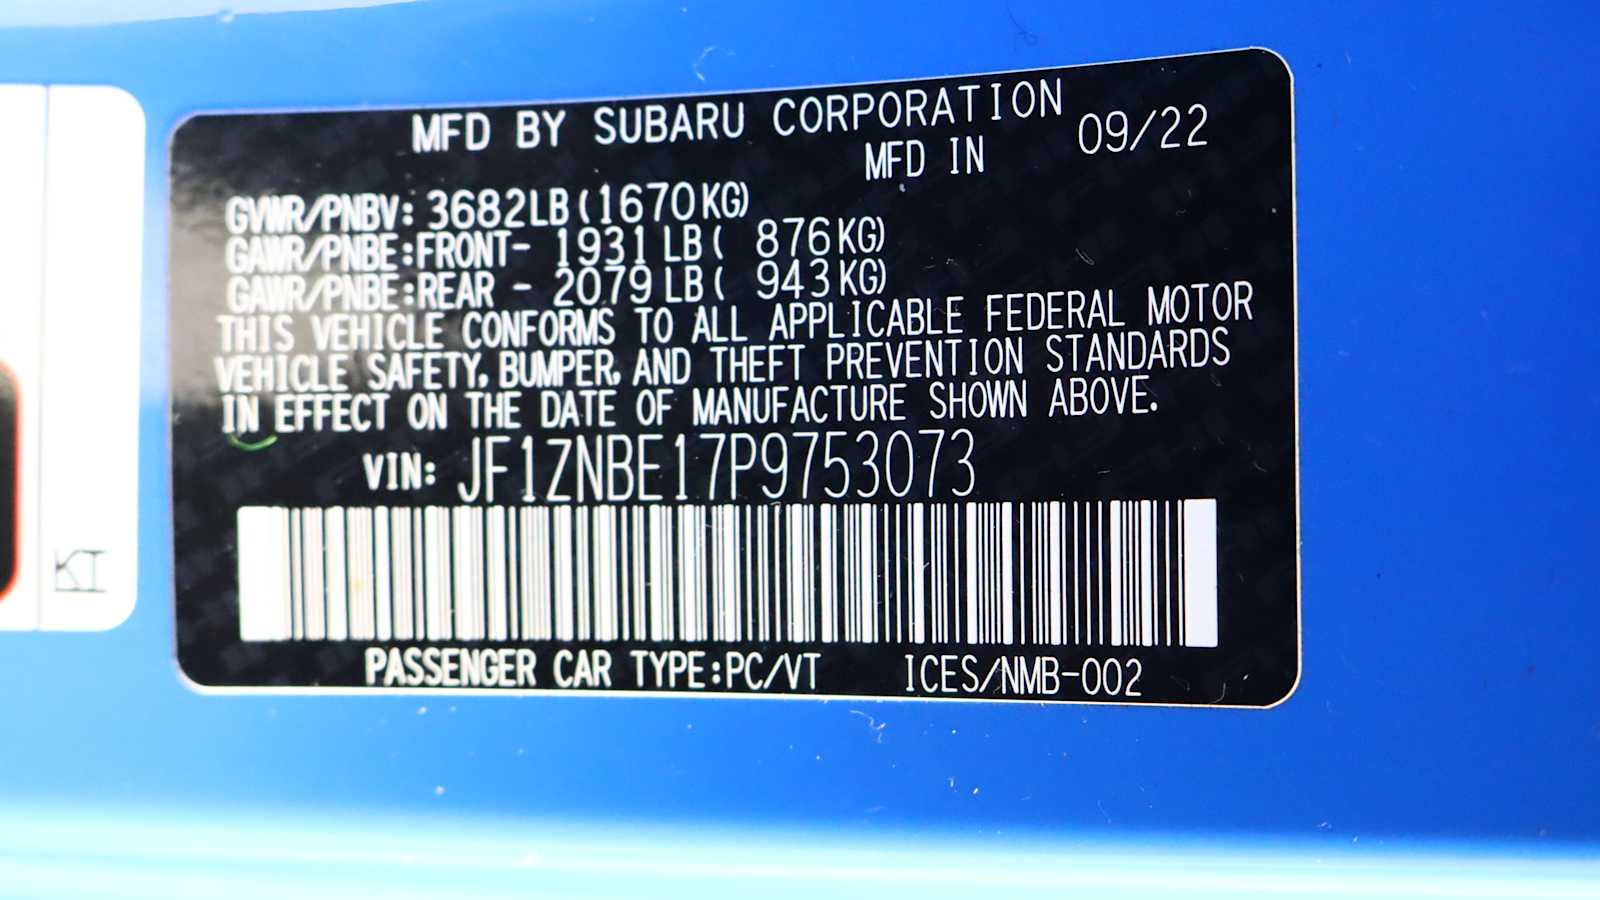 MFD BY SUBARU CORPORATION
MFD IN 09/22
GVWR/PNBV: 3682LB(1670KG)
GAWR/PNBE:FRONT- 1931LB( 876KG)
GAWR/PNBE:REAR - 2079LB( 943KG)
THIS VEHICLE CONFORMS TO ALL APPLICABLE FEDERAL MOTOR
VEHICLE SAFETY, BUMPER, AND THEFT PREVENTION STANDARDS
IN EFFECT ON THE DATE OF MANUFACTURE SHOWN ABOVE.
VIN: JF1ZNBE17P9753073
PASSENGER CAR TYPE:PC/VT ICES/NMB-002
KT